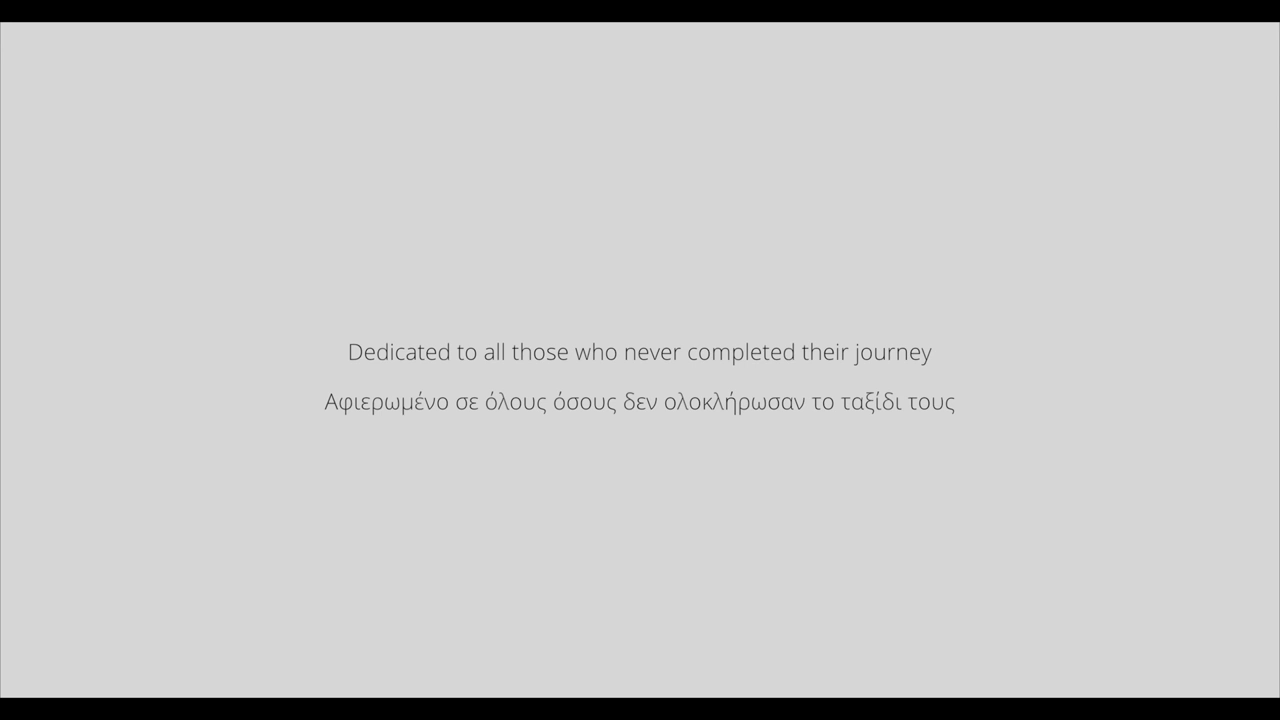 Dedicated to all those who never completed their journey
Αφιερωμένο σε όλους όσους δεν ολοκλήρωσαν το ταξίδι τους